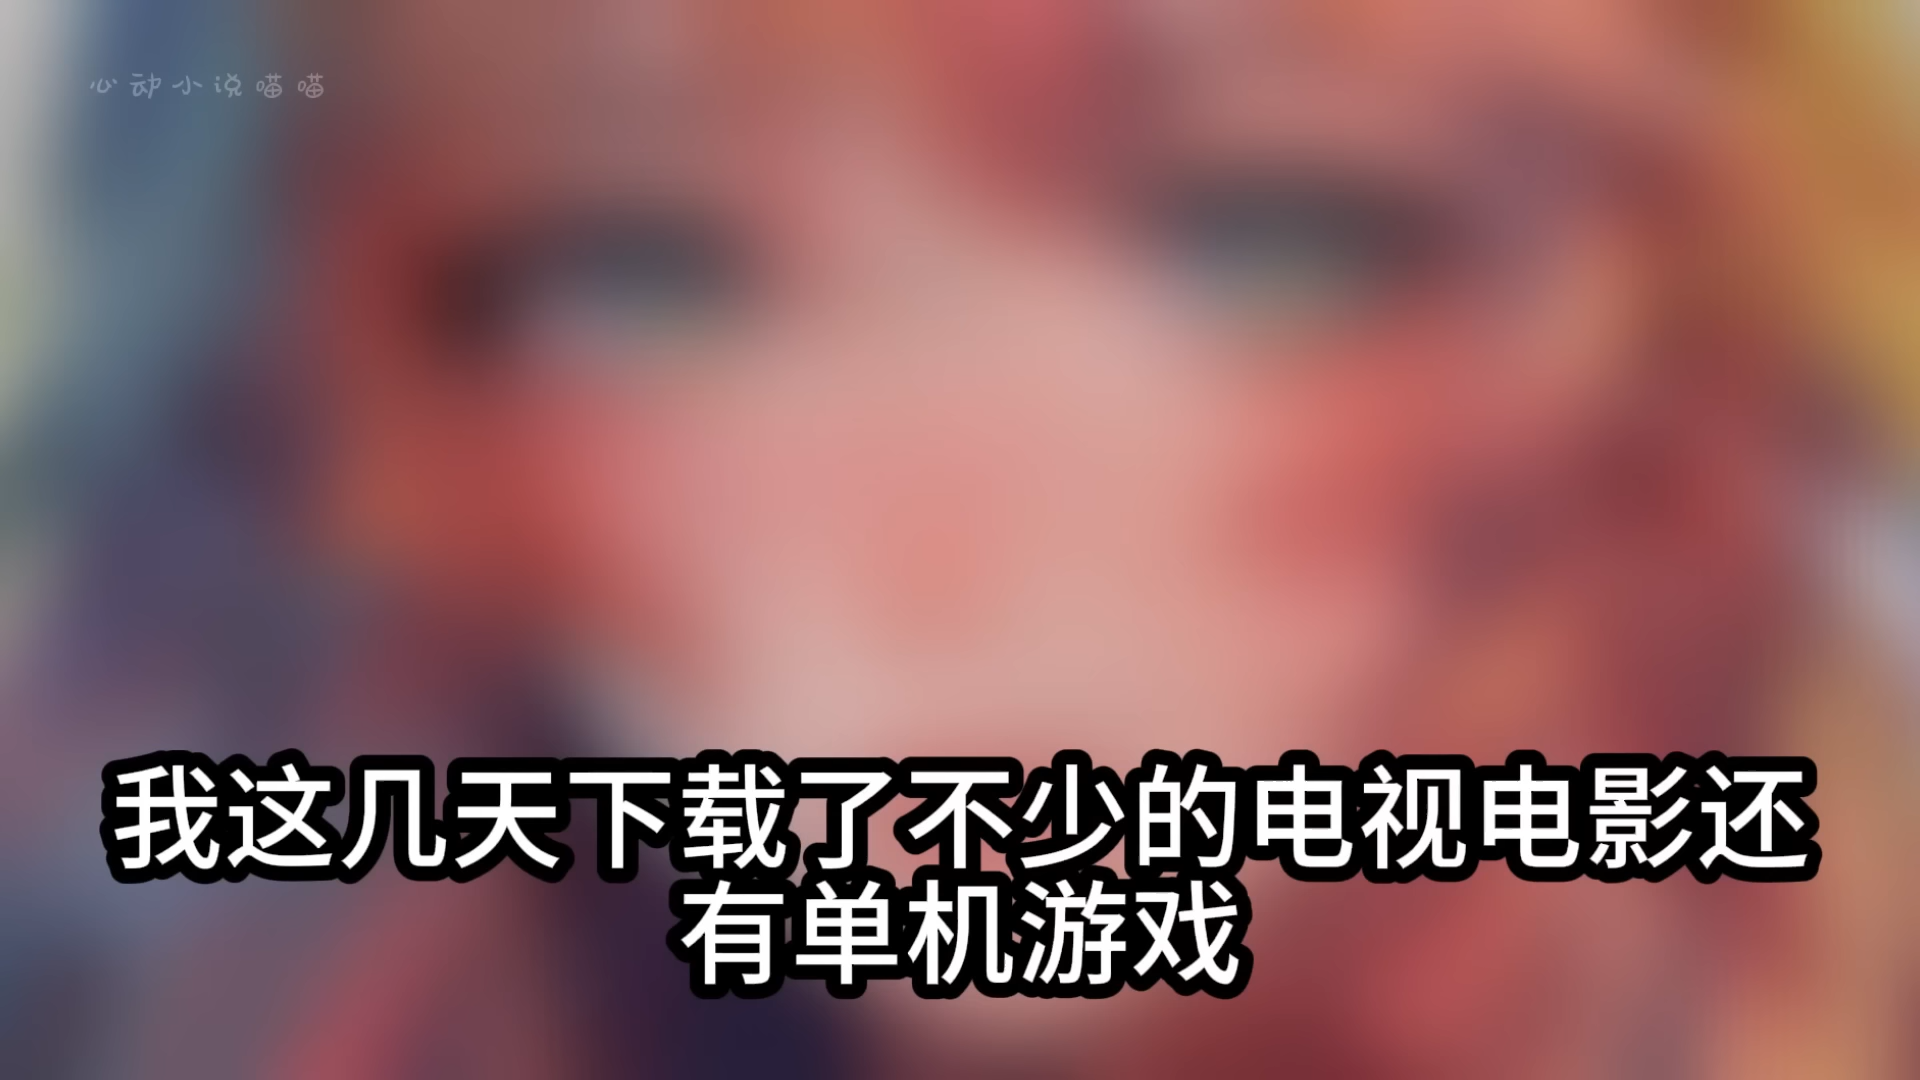 心动小说喵喵
我这几天下载了不少的电视电影还
有单机游戏